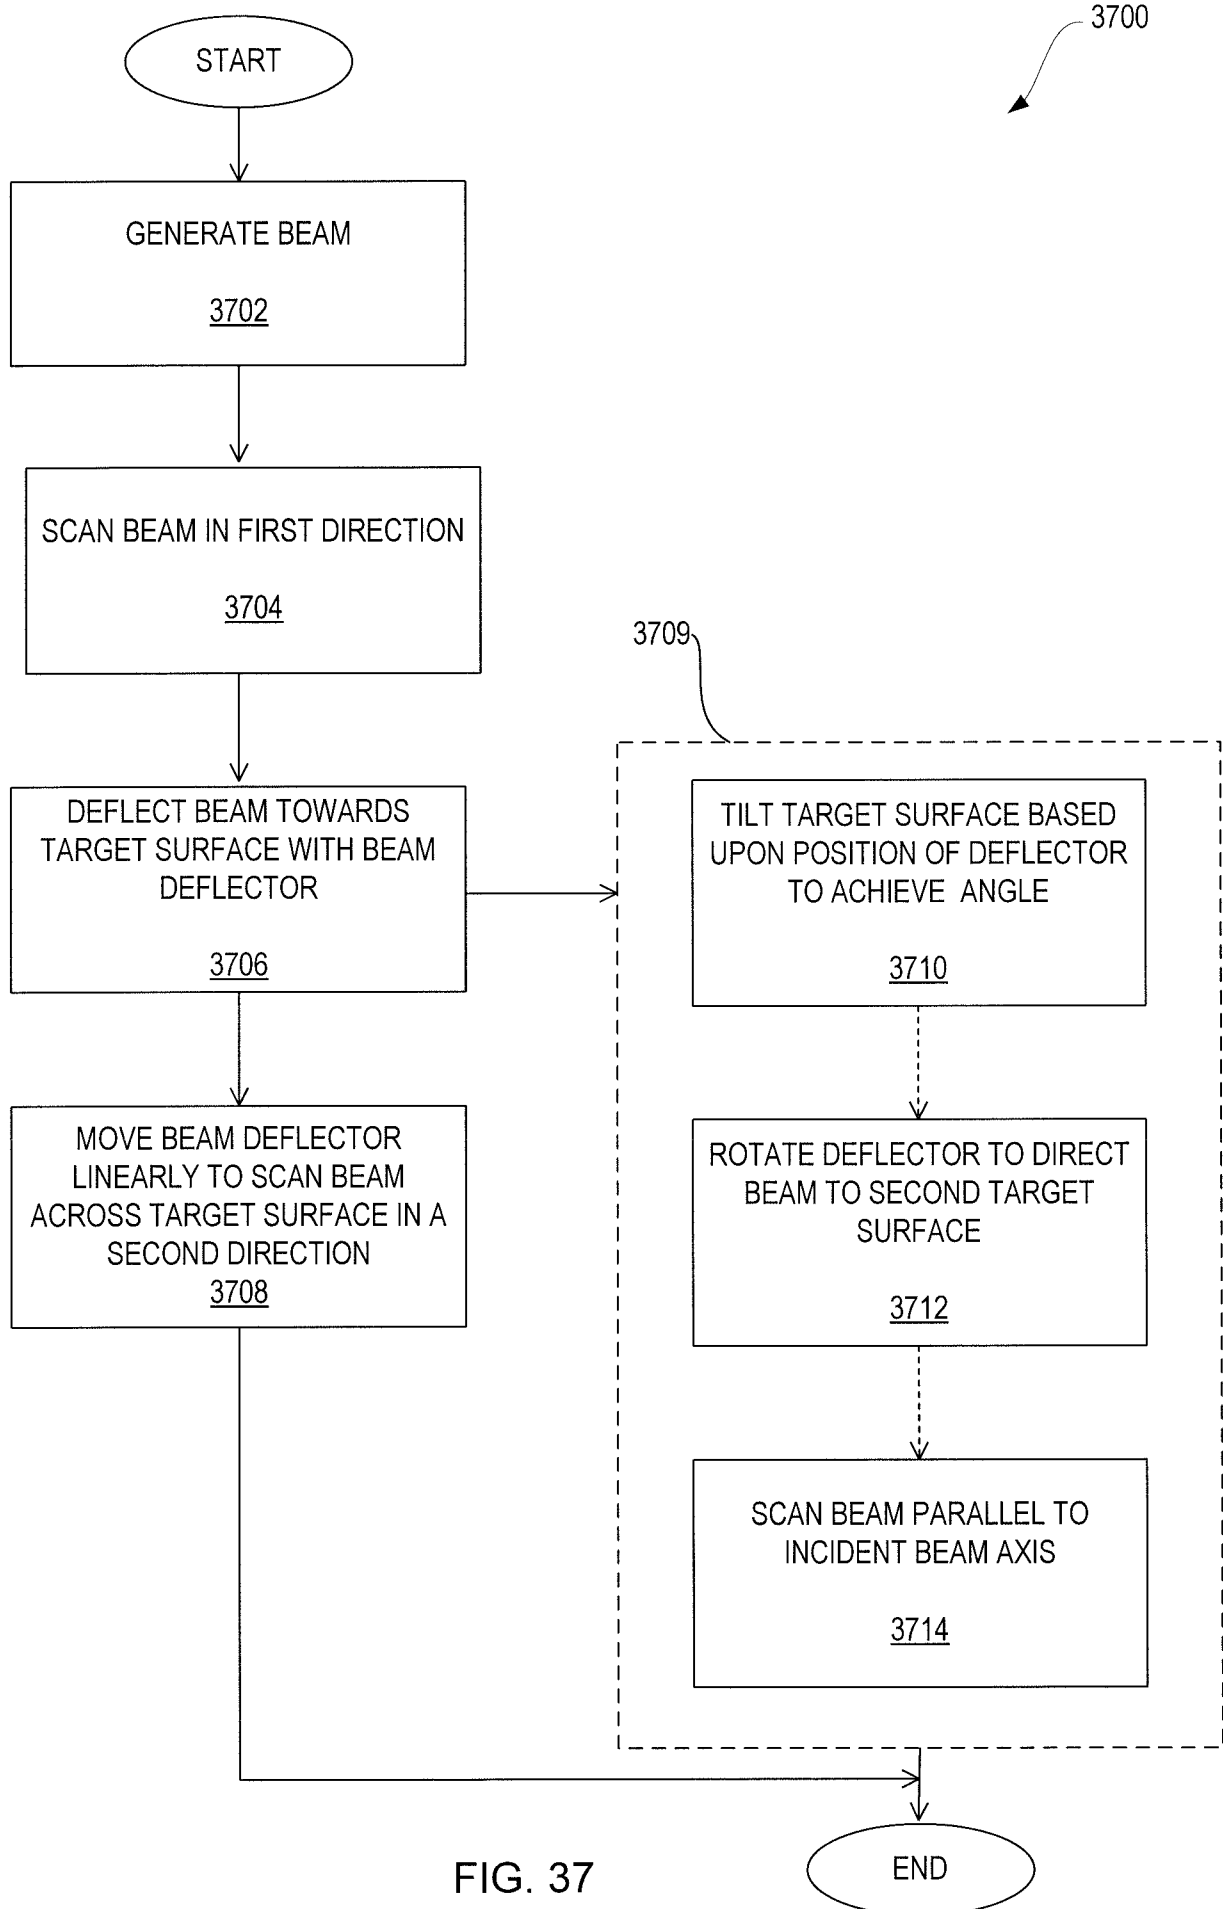 3700
START
GENERATE BEAM
3702
SCAN BEAM IN FIRST DIRECTION
3704
3709
DEFLECT BEAM TOWARDS
TARGET SURFACE WITH BEAM
DEFLECTOR
3706
MOVE BEAM DEFLECTOR
LINEARLY TO SCAN BEAM
ACROSS TARGET SURFACE IN A
SECOND DIRECTION
3708
TILT TARGET SURFACE BASED
UPON POSITION OF DEFLECTOR
TO ACHIEVE ANGLE
3710
ROTATE DEFLECTOR TO DIRECT
BEAM TO SECOND TARGET
SURFACE
3712
SCAN BEAM PARALLEL TO
INCIDENT BEAM AXIS
3714
END
FIG. 37